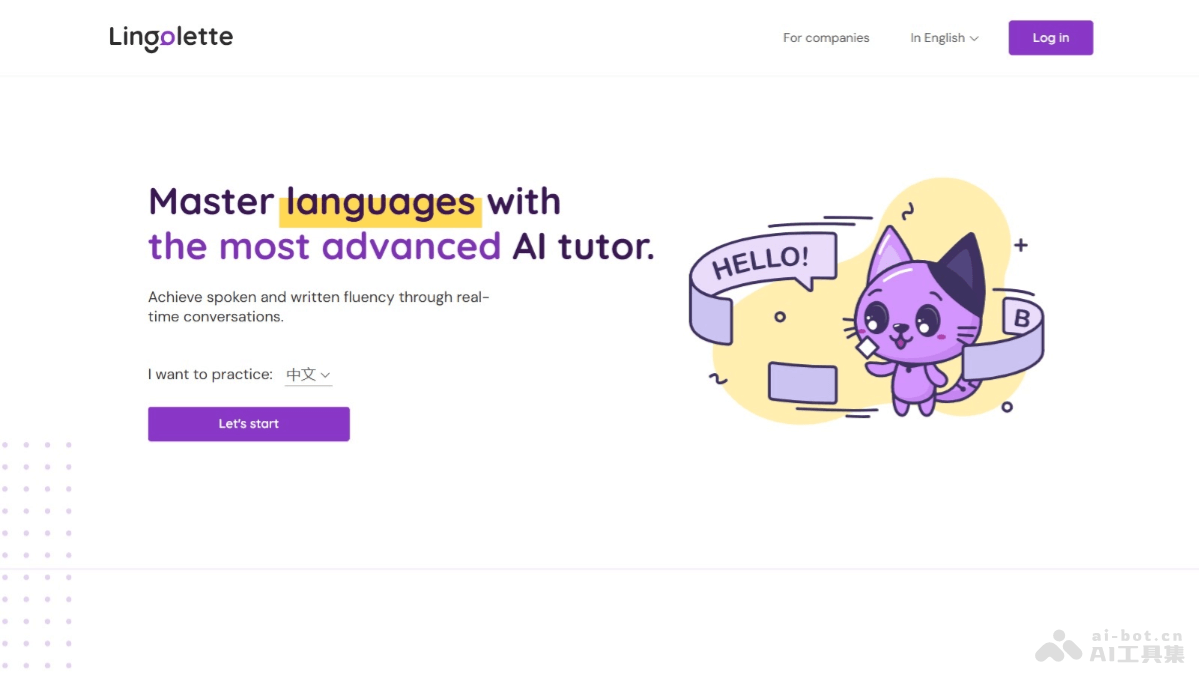 Lingolette
For companies
In English
Log in
Master languages with
the most advanced AI tutor.
Achieve spoken and written fluency through real-
time conversations.
I want to practice: 中文
Let's start
HELLO!
B
ai-bot.cn
AI工具集